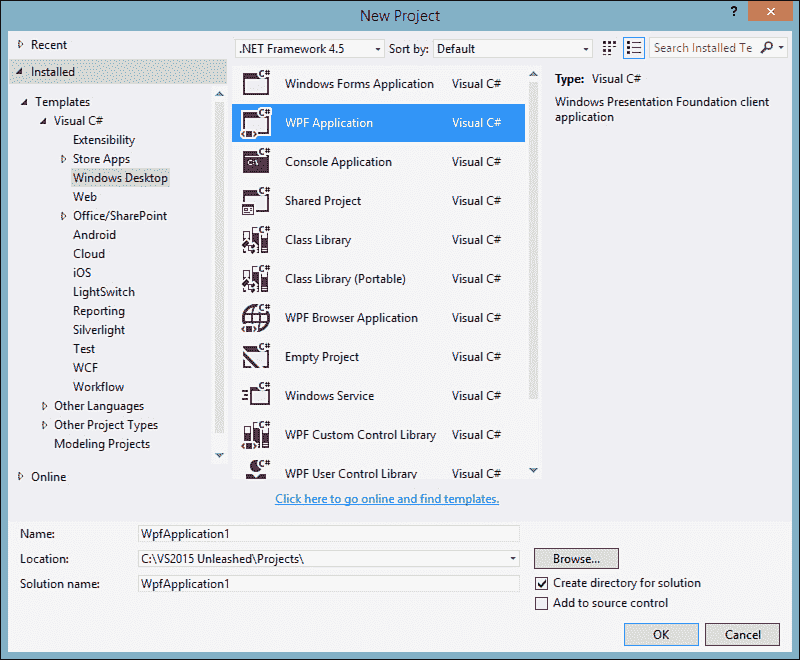 New Project
?
Recent
.NET Framework 4.5
Sort by:
Default
Search Installed Te
Installed
Templates
Visual C#
Extensibility
Store Apps
Windows Desktop
Web
Office/SharePoint
Android
Cloud
iOS
LightSwitch
Reporting
Silverlight
Test
WCF
Workflow
Other Languages
Other Project Types
Modeling Projects
Online
Windows Forms Application Visual C#
WPF Application Visual C#
Console Application Visual C#
Shared Project Visual C#
Class Library Visual C#
Class Library (Portable) Visual C#
WPF Browser Application Visual C#
Empty Project Visual C#
Windows Service Visual C#
WPF Custom Control Library Visual C#
WPF User Control Library Visual C#
Click here to go online and find templates.
Type: Visual C#
Windows Presentation Foundation client
application
Name: WpfApplication1
Location: C:\VS2015 Unleashed\Projects\
Browse...
Solution name: WpfApplication1
Create directory for solution
Add to source control
OK
Cancel